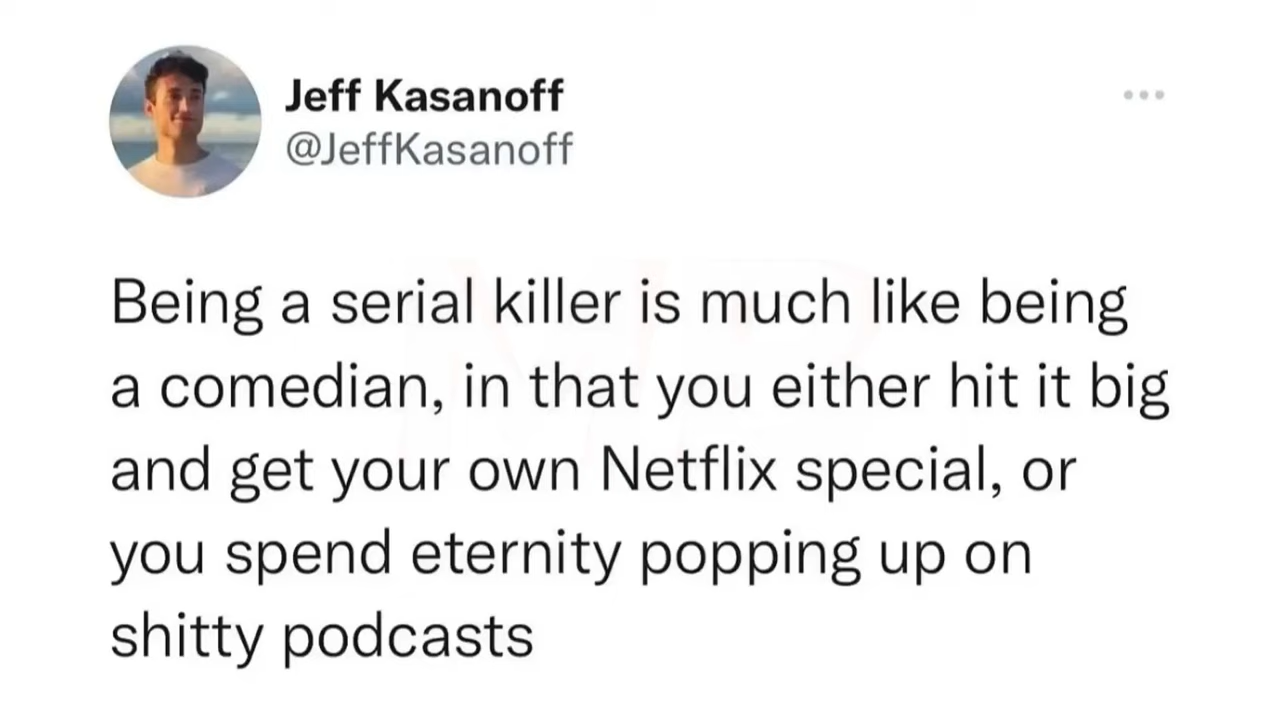 Jeff Kasanoff
@JeffKasanoff
Being a serial killer is much like being
a comedian, in that you either hit it big
and get your own Netflix special, or
you spend eternity popping up on
shitty podcasts